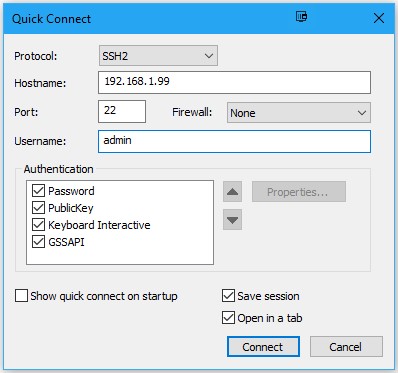 Quick Connect
Protocol: SSH2
Hostname: 192.168.1.99
Port: 22 Firewall: None
Username: admin
Authentication
Password
PublicKey
Keyboard Interactive
GSSAPI
Properties...
Show quick connect on startup
Save session
Open in a tab
Connect Cancel